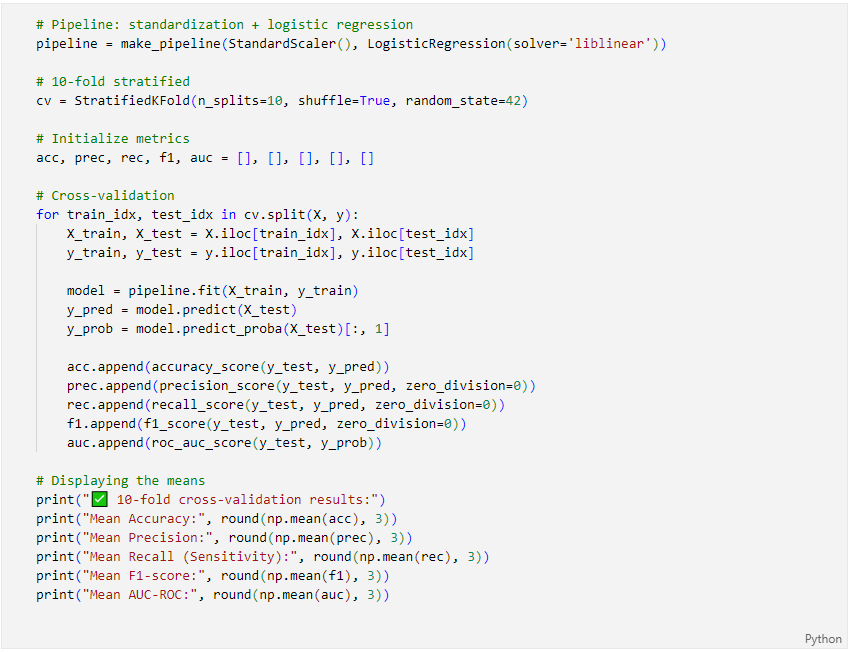 # Pipeline: standardization + logistic regression
pipeline = make_pipeline(StandardScaler(), LogisticRegression(solver='liblinear'))
# 10-fold stratified
cv = StratifiedKFold(n_splits=10, shuffle=True, random_state=42)
# Initialize metrics
acc, prec, rec, f1, auc = [], [], [], [], []
# Cross-validation
for train_idx, test_idx in cv.split(X, y):
    X_train, X_test = X.iloc[train_idx], X.iloc[test_idx]
    y_train, y_test = y.iloc[train_idx], y.iloc[test_idx]
    model = pipeline.fit(X_train, y_train)
    y_pred = model.predict(X_test)
    y_prob = model.predict_proba(X_test)[:, 1]
    acc.append(accuracy_score(y_test, y_pred))
    prec.append(precision_score(y_test, y_pred, zero_division=0))
    rec.append(recall_score(y_test, y_pred, zero_division=0))
    f1.append(f1_score(y_test, y_pred, zero_division=0))
    auc.append(roc_auc_score(y_test, y_prob))
# Displaying the means
print("✅ 10-fold cross-validation results:")
print("Mean Accuracy:", round(np.mean(acc), 3))
print("Mean Precision:", round(np.mean(prec), 3))
print("Mean Recall (Sensitivity):", round(np.mean(rec), 3))
print("Mean F1-score:", round(np.mean(f1), 3))
print("Mean AUC-ROC:", round(np.mean(auc), 3))
Python